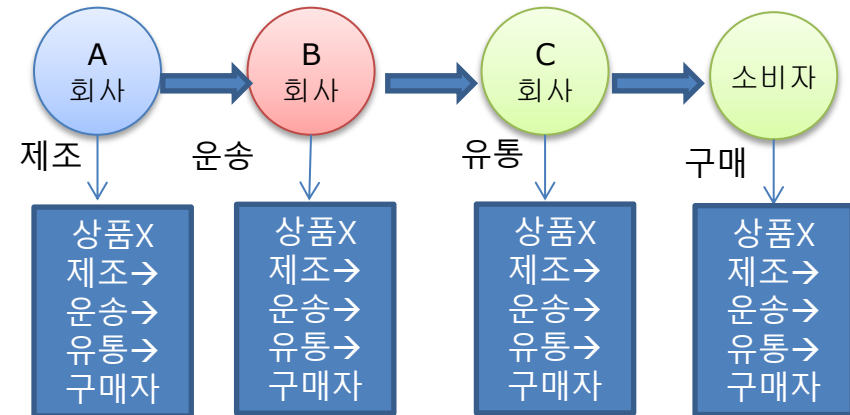 A
회사
B
회사
C
회사
소비자
제조
운송
유통
구매
상품X
제조→
운송→
유통→
구매자
상품X
제조→
운송→
유통→
구매자
상품X
제조→
운송→
유통→
구매자
상품X
제조→
운송→
유통→
구매자